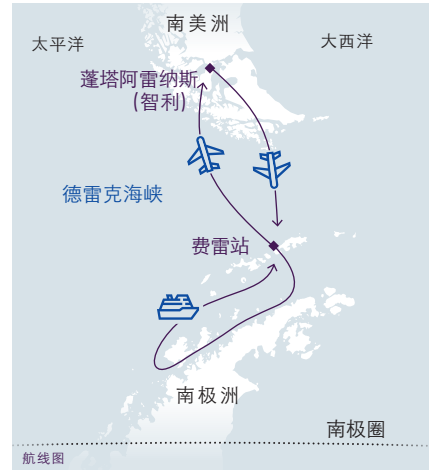 南美洲
太平洋
大西洋
蓬塔阿雷纳斯
(智利)
德雷克海峡
费雷站
南极洲
南极圈
航线图